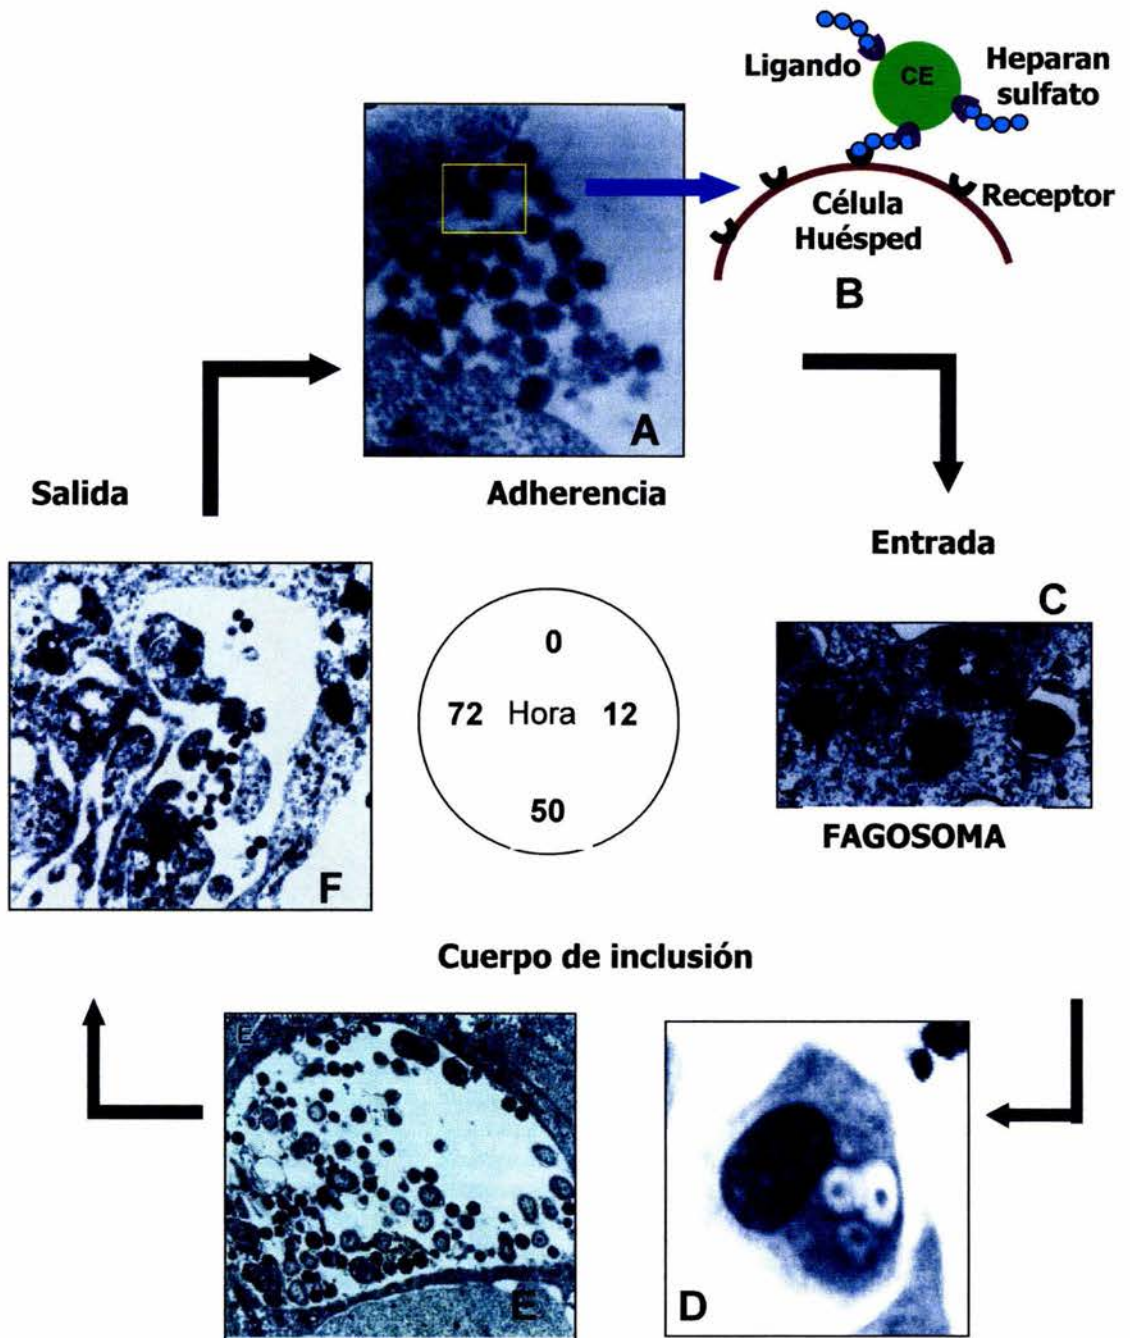 CE
Ligando
Heparan
sulfato
Receptor
Célula
Huésped
B
A
Salida
Adherencia
Entrada
C
0
72 Hora 12
50
FAGOSOMA
F
Cuerpo de inclusión
E
E
D